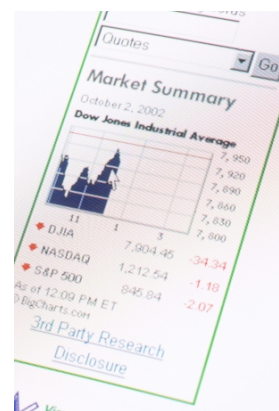 Quotes
Go
Market Summary
October 2, 2002
Dow Jones Industrial Average
7,950
7,920
7,890
7,860
7,830
7,800
11 1 3
DJIA 7,904.45 -34.34
NASDAQ 1,212.54 -1.18
S&P 500 845.84 -2.07
As of 12:09 PM ET
© BigCharts.com
3rd Party Research
Disclosure